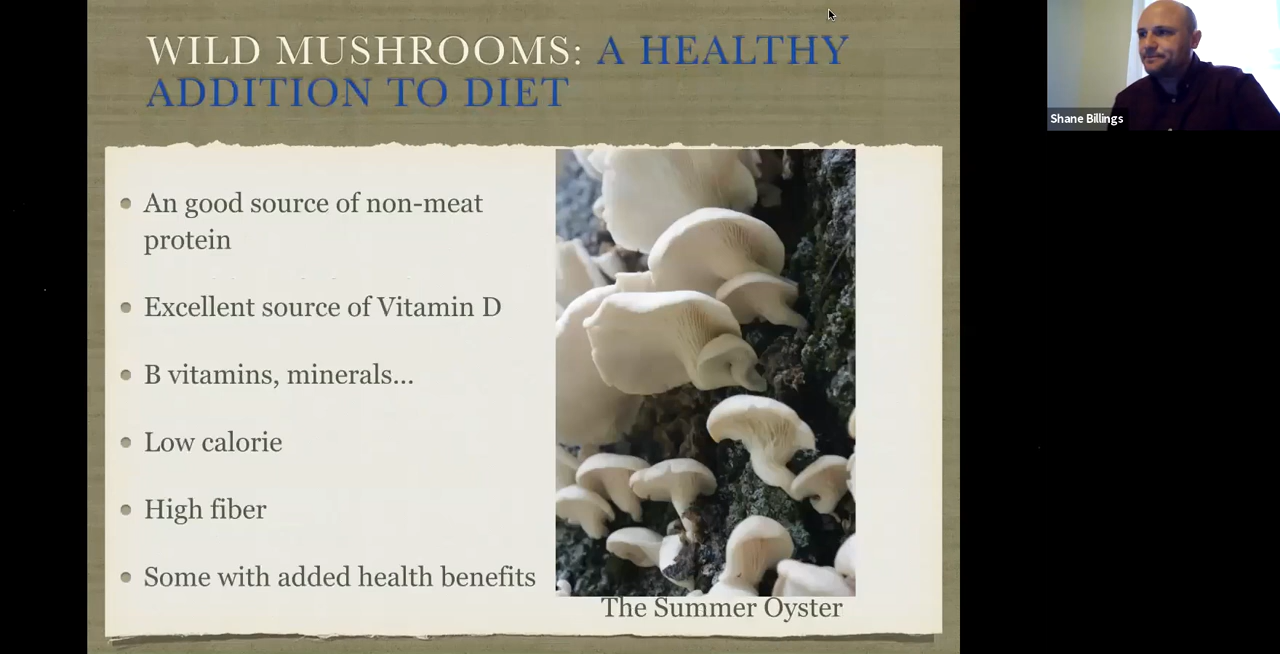 WILD MUSHROOMS: A HEALTHY
ADDITION TO DIET
Shane Billings
An good source of non-meat
protein
Excellent source of Vitamin D
B vitamins, minerals...
Low calorie
High fiber
Some with added health benefits
The Summer Oyster